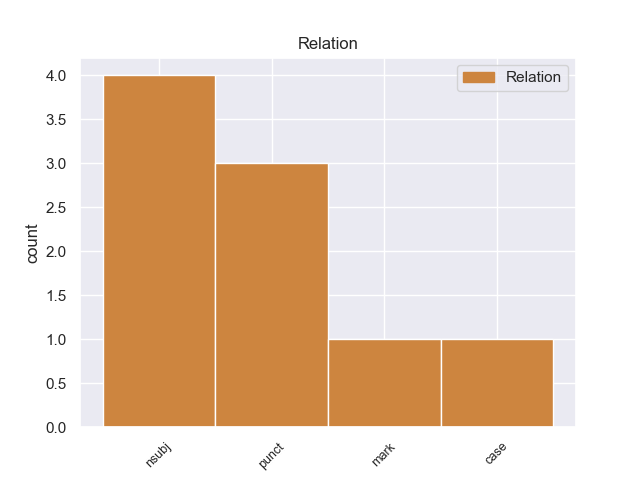 Relation
Relation
count
4.0
3.5
3.0
2.5
2.0
1.5
1.0
0.5
0.0
nsubj
punct
mark
case